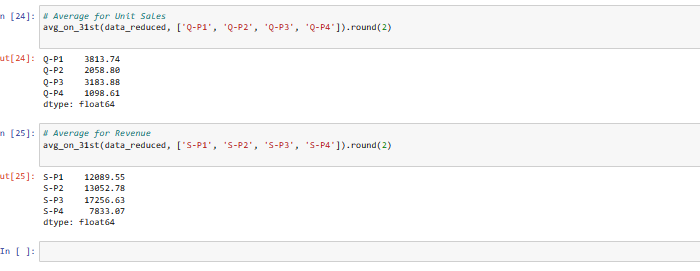 n [24]: # Average for Unit Sales
avg_on_31st(data_reduced, ['Q-P1', 'Q-P2', 'Q-P3', 'Q-P4']).round(2)
ut[24]: Q-P1    3813.74
Q-P2    2058.80
Q-P3    3183.88
Q-P4    1098.61
dtype: float64
n [25]: # Average for Revenue
avg_on_31st(data_reduced, ['S-P1', 'S-P2', 'S-P3', 'S-P4']).round(2)
ut[25]: S-P1    12089.55
S-P2    13052.78
S-P3    17256.63
S-P4     7833.07
dtype: float64
In [ ]: